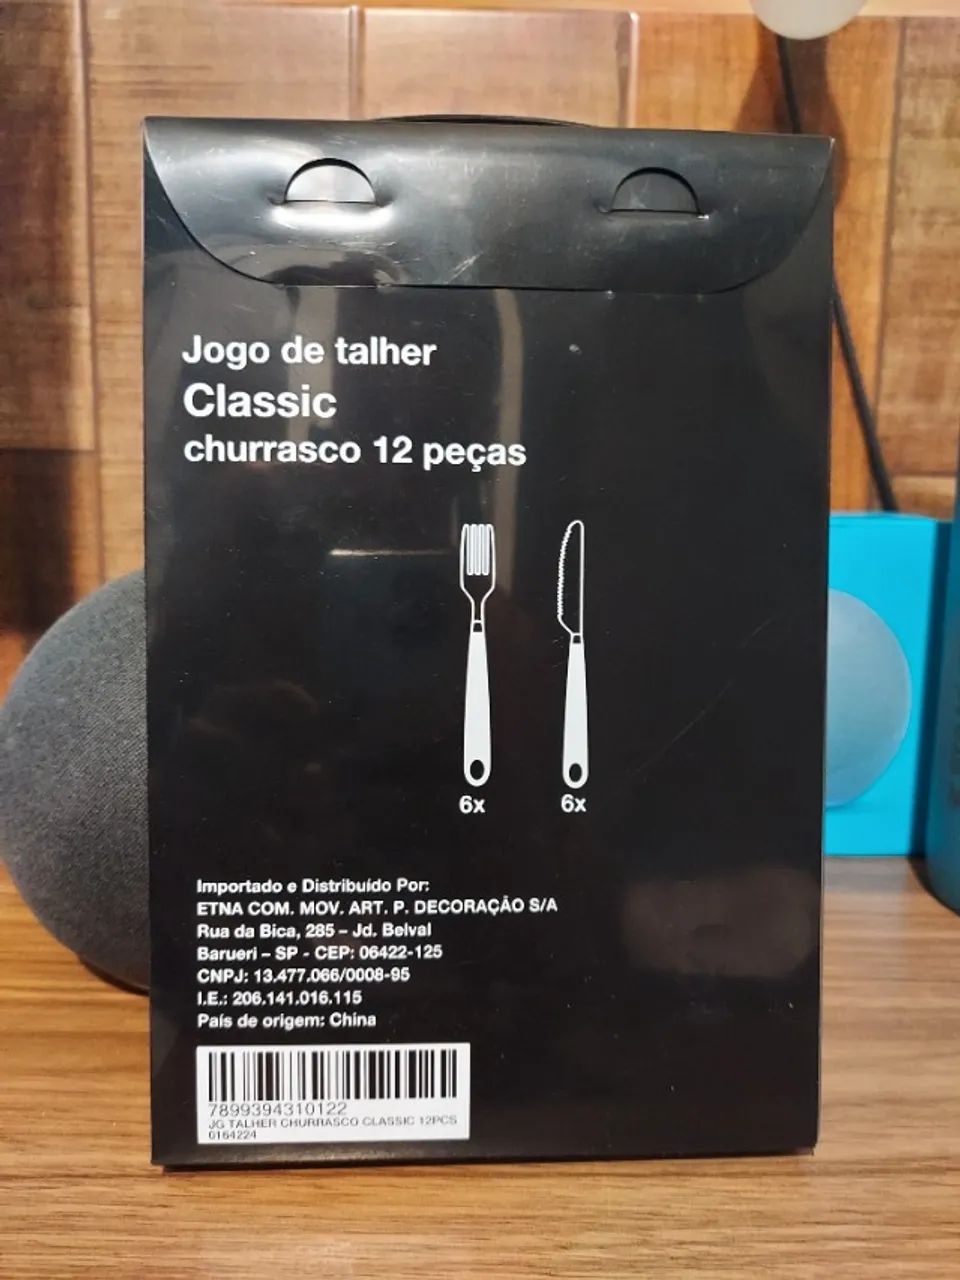 Jogo de talher
Classic
churrasco 12 peças
6x 6x
Importado e Distribuído Por:
ETNA COM. MOV. ART. P. DECORAÇÃO S/A
Rua da Bica, 285 – Jd. Belval
Barueri – SP - CEP: 06422-125
CNPJ: 13.477.066/0008-95
I.E.: 206.141.016.115
País de origem: China
7899394310122
JG TALHER CHURRASCO CLASSIC 12PCS
0164224